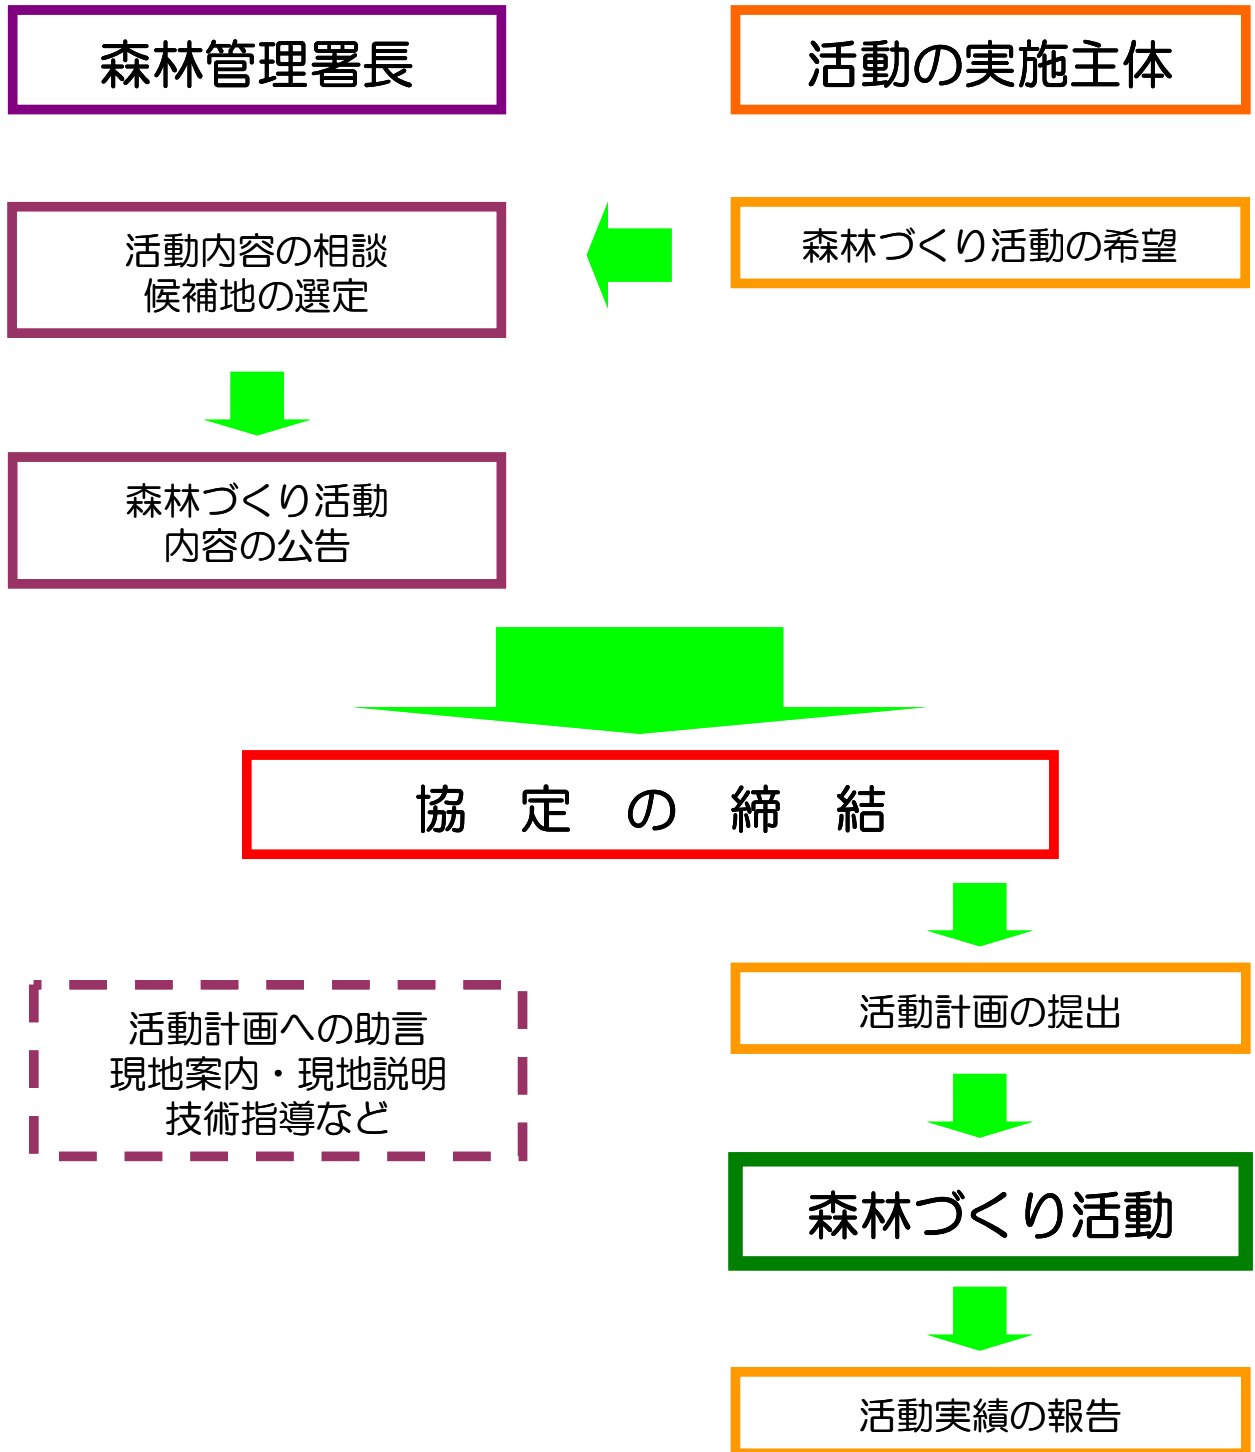 森林管理署長
活動の実施主体
森林づくり活動の希望
活動内容の相談
候補地の選定
森林づくり活動
内容の公告
協 定 の 締 結
活動計画の提出
活動計画への助言
現地案内・現地説明
技術指導など
森林づくり活動
活動実績の報告